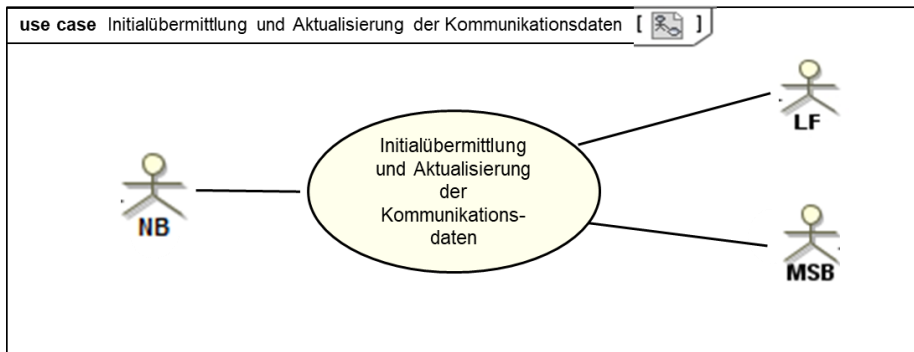 use case Initialübermittlung und Aktualisierung der Kommunikationsdaten [ ]
LF
Initialübermittlung
und Aktualisierung
der
Kommunikations-
daten
NB
MSB